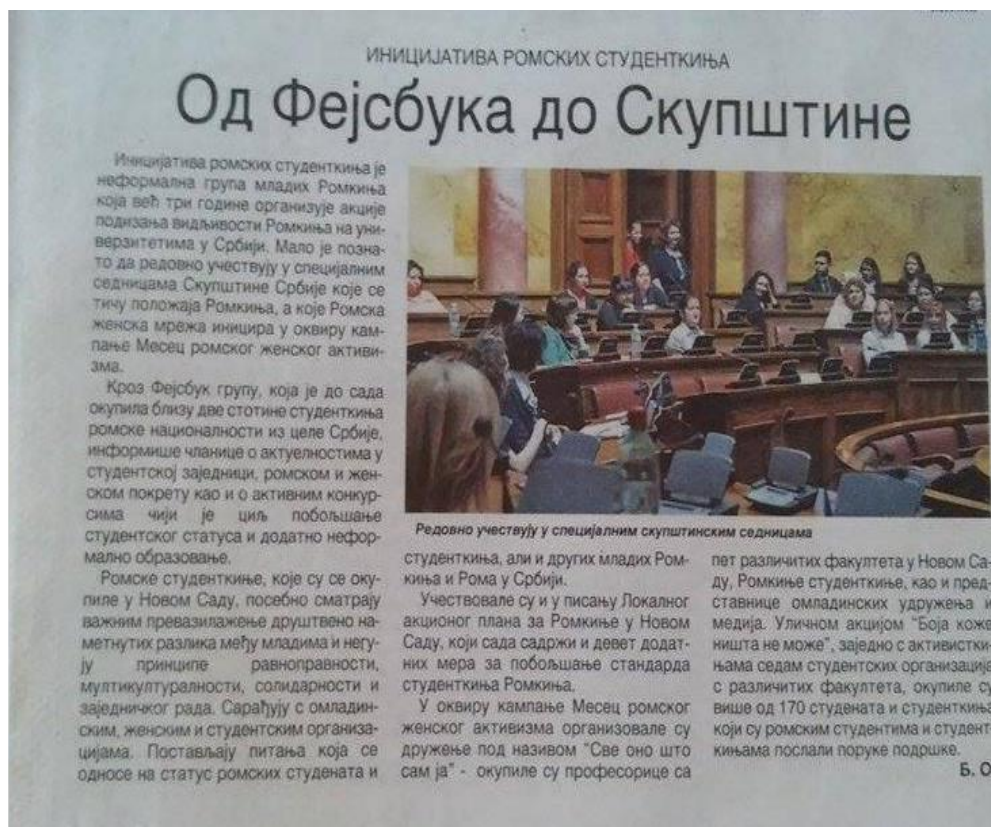 ИНИЦИЈАТИВА РОМСКИХ СТУДЕНТКИЊА
Од Фејсбука до Скупштине
Иницијатива ромских студенткиња је
неформална група младих Ромкиња
која већ три године организује акције
подизања видљивости Ромкиња на уни-
верзитетима у Србији. Мало је позна-
то да редовно учествују у специјалним
седницама Скупштине Србије које се
тичу положаја Ромкиња, а које Ромска
женска мрежа иницира у оквиру кам-
пање Месец ромског женског активи-
зма.
Кроз Фејсбук групу, која је до сада
окупила близу две стотине студенткиња
ромске националности из целе Србије,
информише чланице о актуелностима у
студентској заједници, ромском и жен-
ском покрету као и о активним конкур-
сима чији је циљ побољшање
студентског статуса и додатно нефор-
мално образовање.
Ромске студенткиње, које су се оку-
пиле у Новом Саду, посебно сматрају
важним превазилажење друштвено на-
метнутих разлика међу младима и негу-
ју принципе равноправности,
мултикултуралности, солидарности и
заједничког рада. Сарађују с омладин-
ским, женским и студентским организа-
цијама. Постављају питања која се
односе на статус ромских студената и
Редовно учествују у специјалним скупштинским седницама
студенткиња, али и других младих Ром-
киња и Рома у Србији.
Учествовале су и у писању Локалног
акционог плана за Ромкиње у Новом
Саду, који сада садржи и девет додат-
них мера за побољшање стандарда
студенткиња Ромкиња.
У оквиру кампање Месец ромског
женског активизма организовале су
дружење под називом "Све оно што
сам ја" - окупиле су професорице са
пет различитих факултета у Новом Са-
ду, Ромкиње студенткиње, као и пред-
ставнице омладинских удружења и
медија. Уличном акцијом "Боја коже
ништа не може", заједно с активистки-
њама седам студентских организација
с различитих факултета, окупиле су
више од 170 студената и студенткиња
који су ромским студентима и студент-
кињама послали поруке подршке.
Б. О